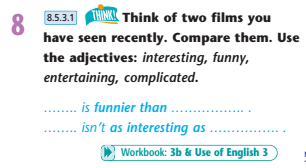 8 8.5.3.1 THINK! Think of two films you
have seen recently. Compare them. Use
the adjectives: interesting, funny,
entertaining, complicated.
........ is funnier than ................. .
........ isn't as interesting as ................ .
Workbook: 3b & Use of English 3